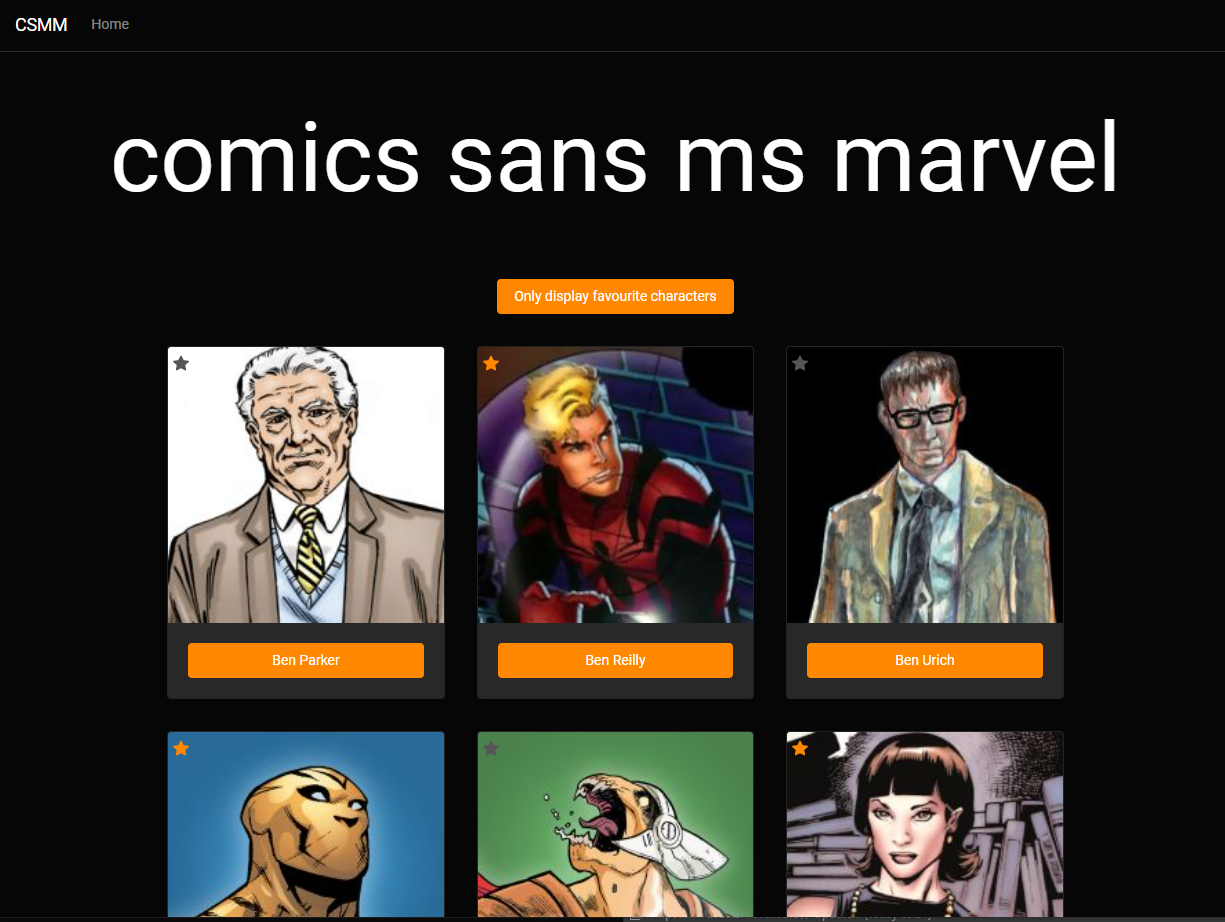 CSMM Home
comics sans ms marvel
Only display favourite characters
Ben Parker Ben Reilly Ben Urich